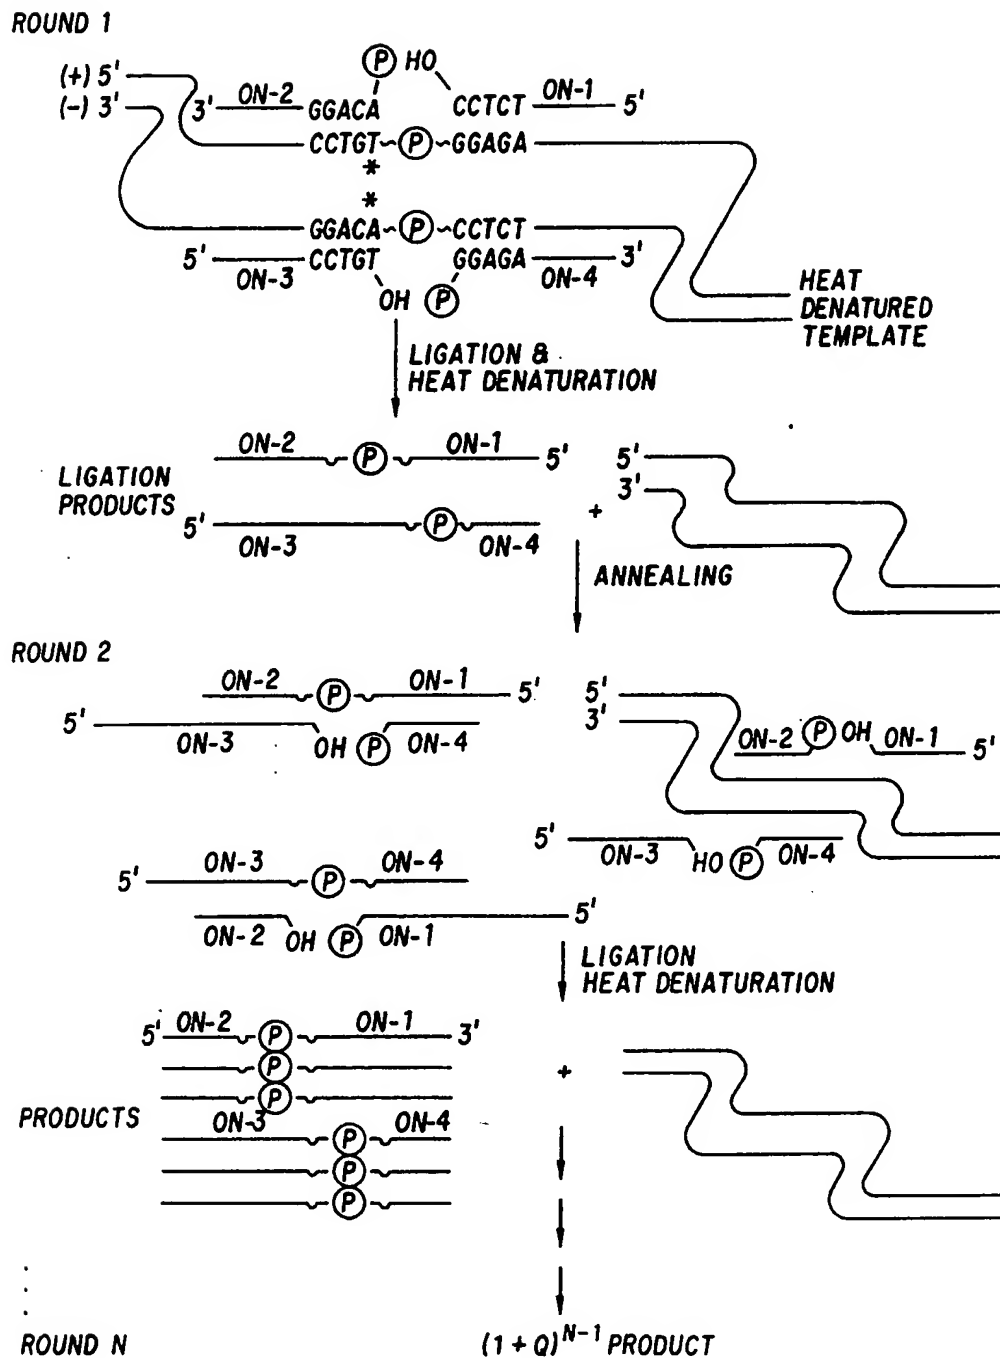 ROUND 1
(+) 5'
(-) 3'
3' ON-2 P HO ON-1 5'
GGACA CCTCT
CCTGT~P~GGAGA
*
*
GGACA~P~CCTCT
5' CCTGT GGAGA 3'
ON-3 ON-4
OH P
HEAT
DENATURED
TEMPLATE
LIGATION &
HEAT DENATURATION
LIGATION
PRODUCTS
ON-2 P ON-1 5'
5' ON-3 P ON-4
+
5'
3'
ANNEALING
ROUND 2
ON-2 P ON-1 5'
5' ON-3 OH P ON-4
5'
3'
ON-2 P OH ON-1 5'
5' ON-3 HO P ON-4
5' ON-3 P ON-4
ON-2 OH P ON-1 5'
LIGATION
HEAT DENATURATION
PRODUCTS
5' ON-2 P ON-1 3'
P
P
ON-3 P ON-4
P
P
+
ROUND N
(1 + Q)^N-1 PRODUCT